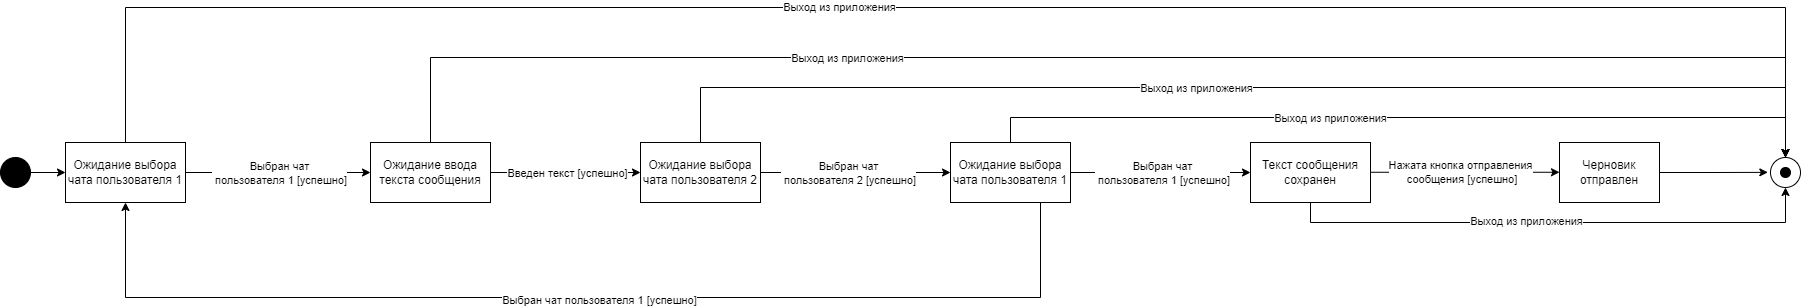 Выход из приложения
Выход из приложения
Выход из приложения
Выход из приложения
Ожидание выбора
чата пользователя 1
Выбран чат
пользователя 1 [успешно]
Ожидание ввода
текста сообщения
Введен текст [успешно]
Ожидание выбора
чата пользователя 2
Выбран чат
пользователя 2 [успешно]
Ожидание выбора
чата пользователя 1
Выбран чат
пользователя 1 [успешно]
Текст сообщения
сохранен
Нажата кнопка отправления
сообщения [успешно]
Черновик
отправлен
Выход из приложения
Выбран чат пользователя 1 [успешно]